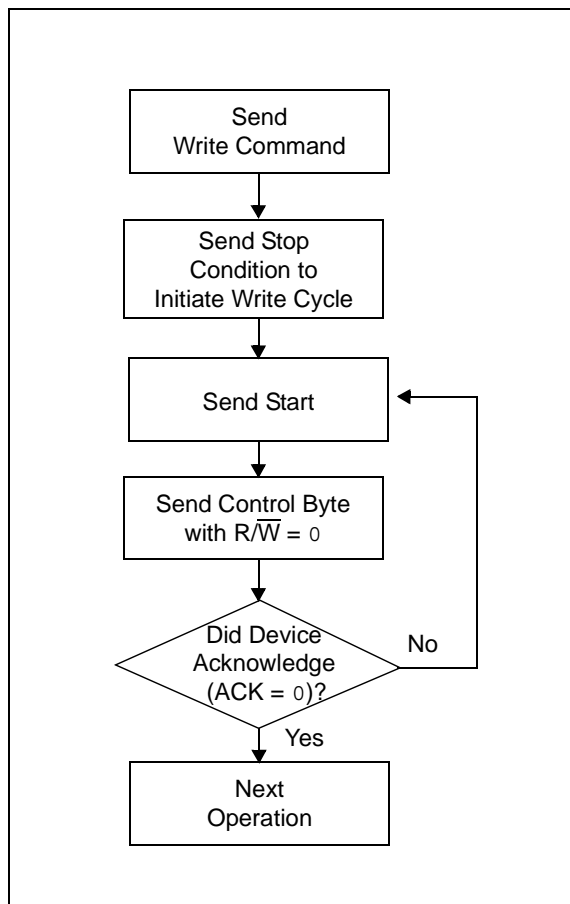 Send
Write Command
Send Stop
Condition to
Initiate Write Cycle
Send Start
Send Control Byte
with R/W̅ = 0
Did Device
Acknowledge
(ACK = 0)?
No
Yes
Next
Operation